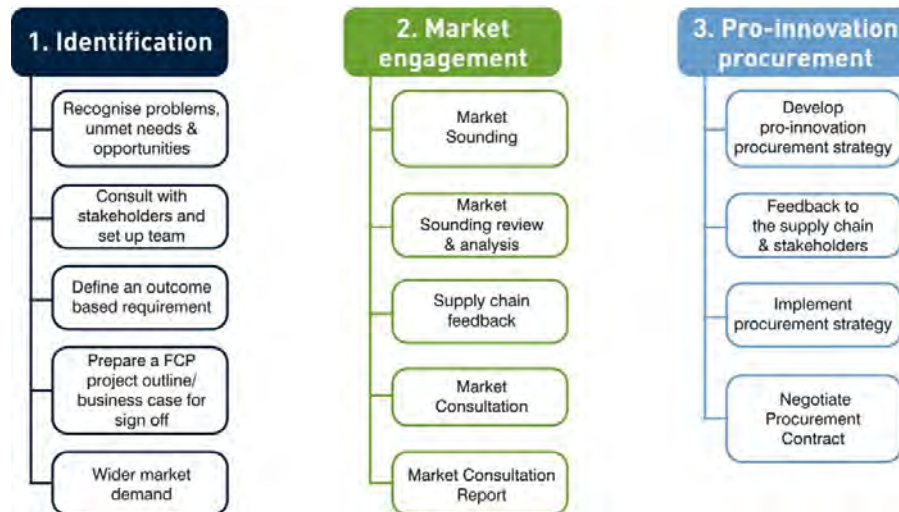 1. Identification
Recognise problems,
unmet needs &
opportunities
Consult with
stakeholders and
set up team
Define an outcome
based requirement
Prepare a FCP
project outline/
business case for
sign off
Wider market
demand
2. Market
engagement
Market
Sounding
Market
Sounding review
& analysis
Supply chain
feedback
Market
Consultation
Market Consultation
Report
3. Pro-innovation
procurement
Develop
pro-innovation
procurement strategy
Feedback to
the supply chain
& stakeholders
Implement
procurement strategy
Negotiate
Procurement
Contract